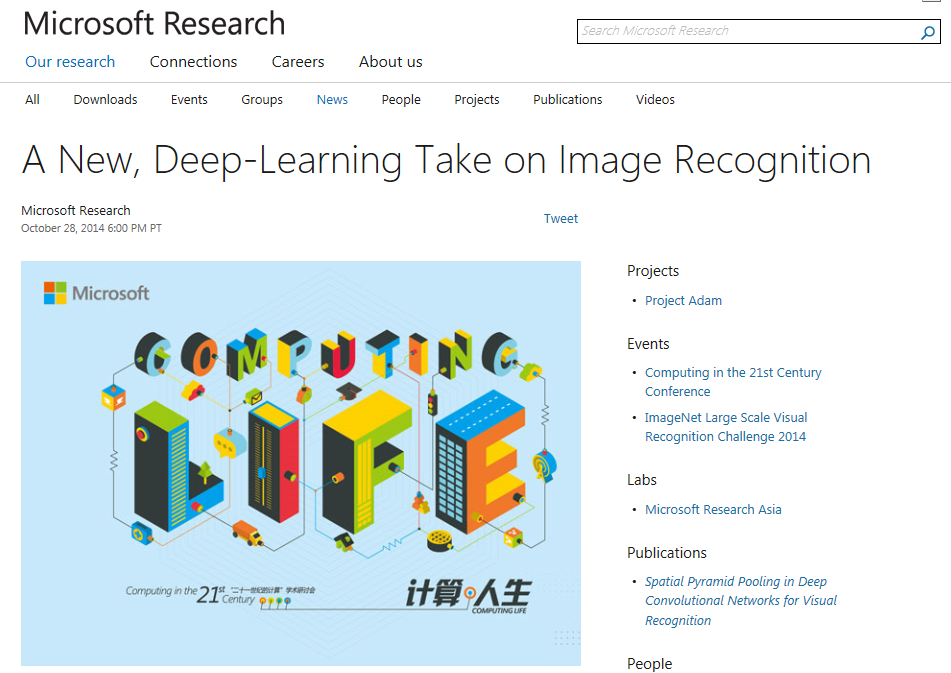 Microsoft Research
Search Microsoft Research
Our research Connections Careers About us
All Downloads Events Groups News People Projects Publications Videos
A New, Deep-Learning Take on Image Recognition
Microsoft Research
October 28, 2014 6:00 PM PT
Tweet
Microsoft
COMPUTING
LIFE
Computing in the 21st Century
"二十一世纪的计算"学术研讨会
计算人生
COMPUTING LIFE
Projects
• Project Adam
Events
• Computing in the 21st Century
Conference
• ImageNet Large Scale Visual
Recognition Challenge 2014
Labs
• Microsoft Research Asia
Publications
• Spatial Pyramid Pooling in Deep
Convolutional Networks for Visual
Recognition
People